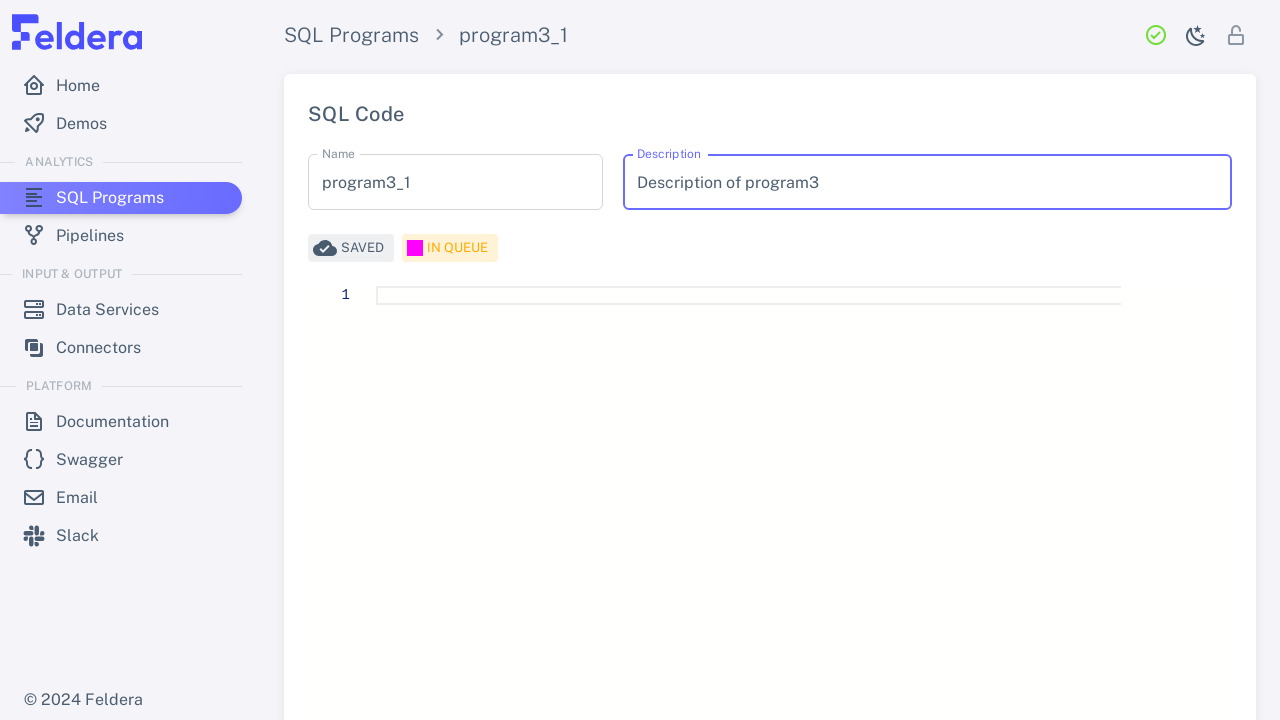 Feldera
Home
Demos
ANALYTICS
SQL Programs
Pipelines
INPUT & OUTPUT
Data Services
Connectors
PLATFORM
Documentation
Swagger
Email
Slack
© 2024 Feldera
SQL Programs
program3_1
SQL Code
Name
program3_1
Description
Description of program3
SAVED
IN QUEUE
1